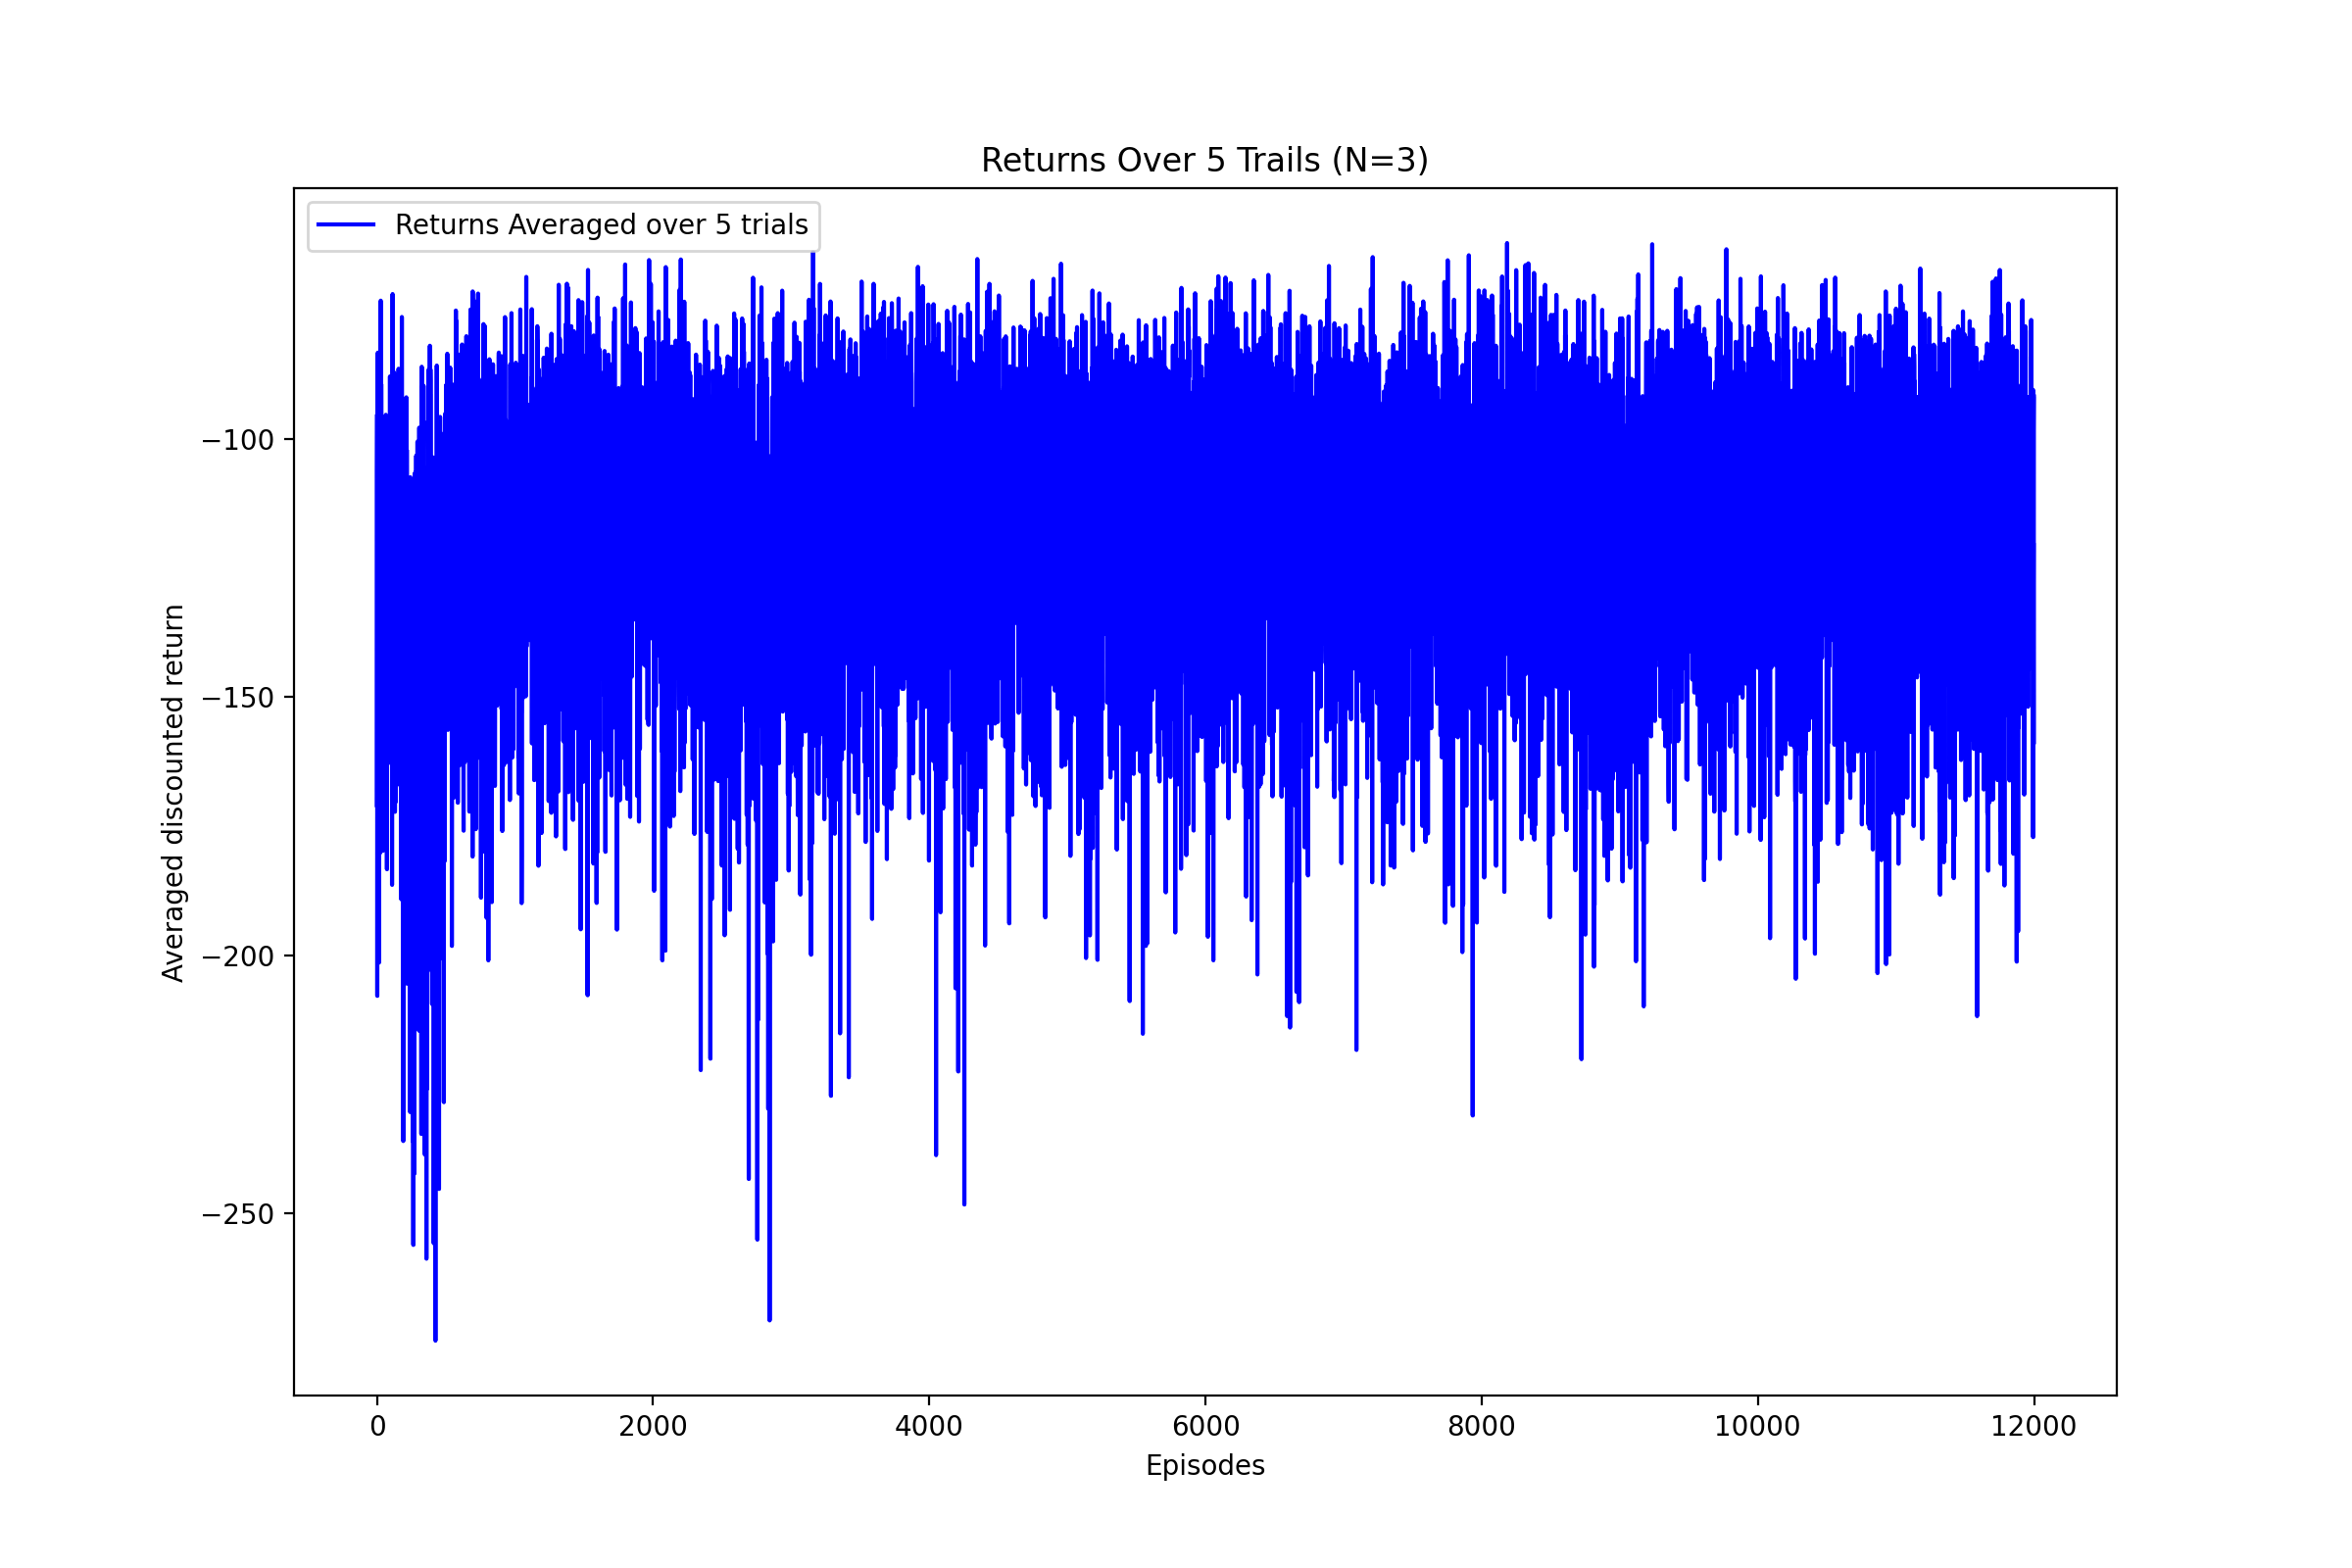 Returns Over 5 Trails (N=3)
Returns Averaged over 5 trials
Averaged discounted return
−100
−150
−200
−250
0 2000 4000 6000 8000 10000 12000
Episodes